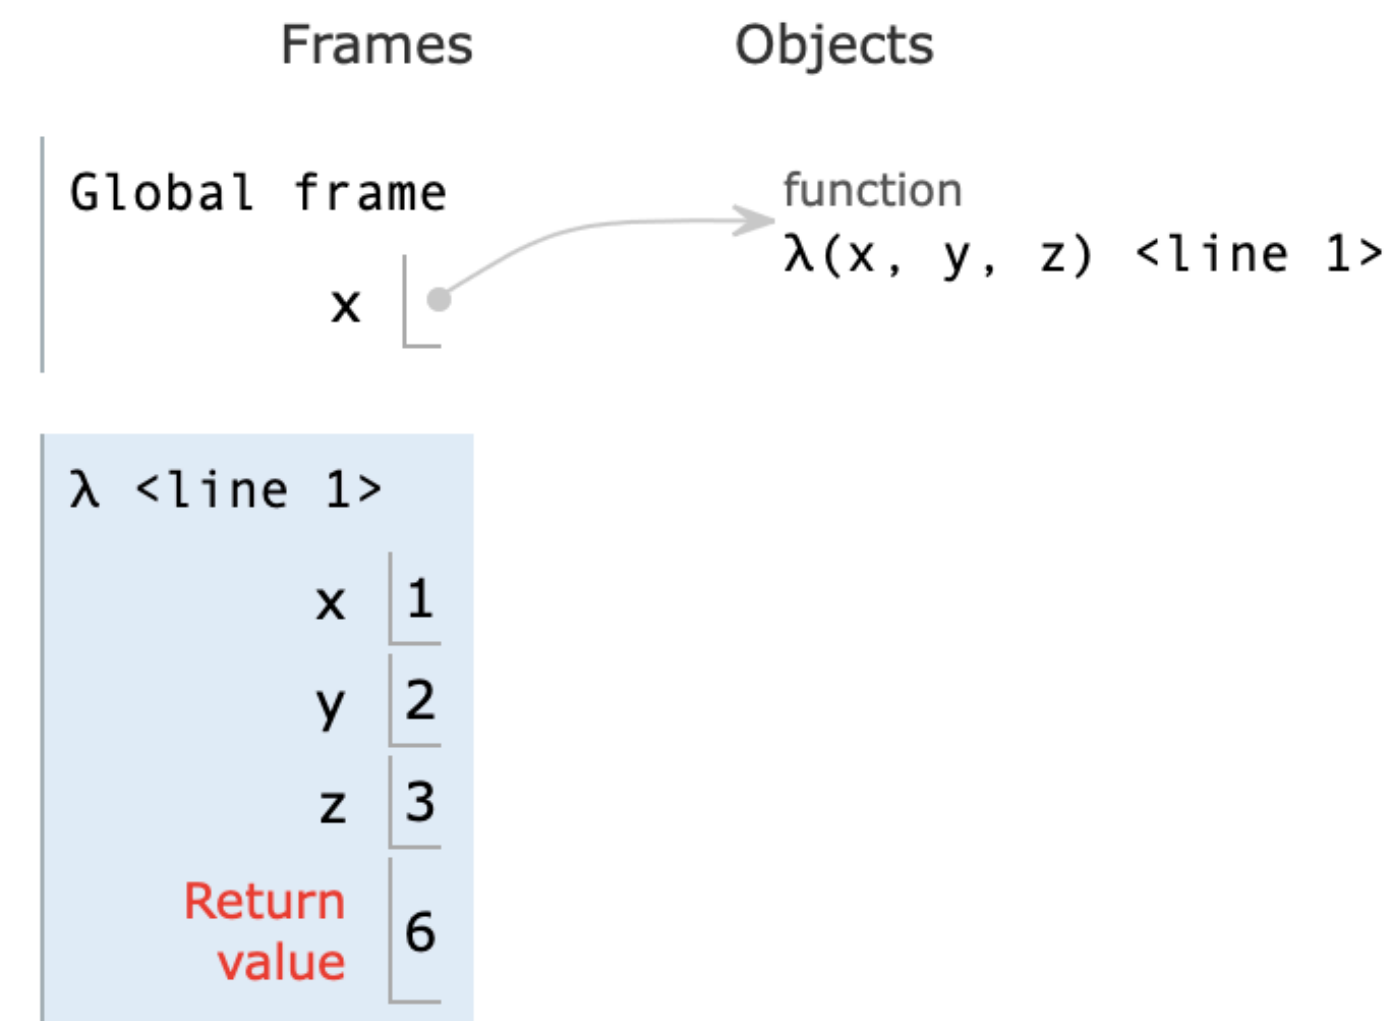 Frames Objects
Global frame
function
λ(x, y, z) <line 1>
x
λ <line 1>
x 1
y 2
z 3
Return
value 6